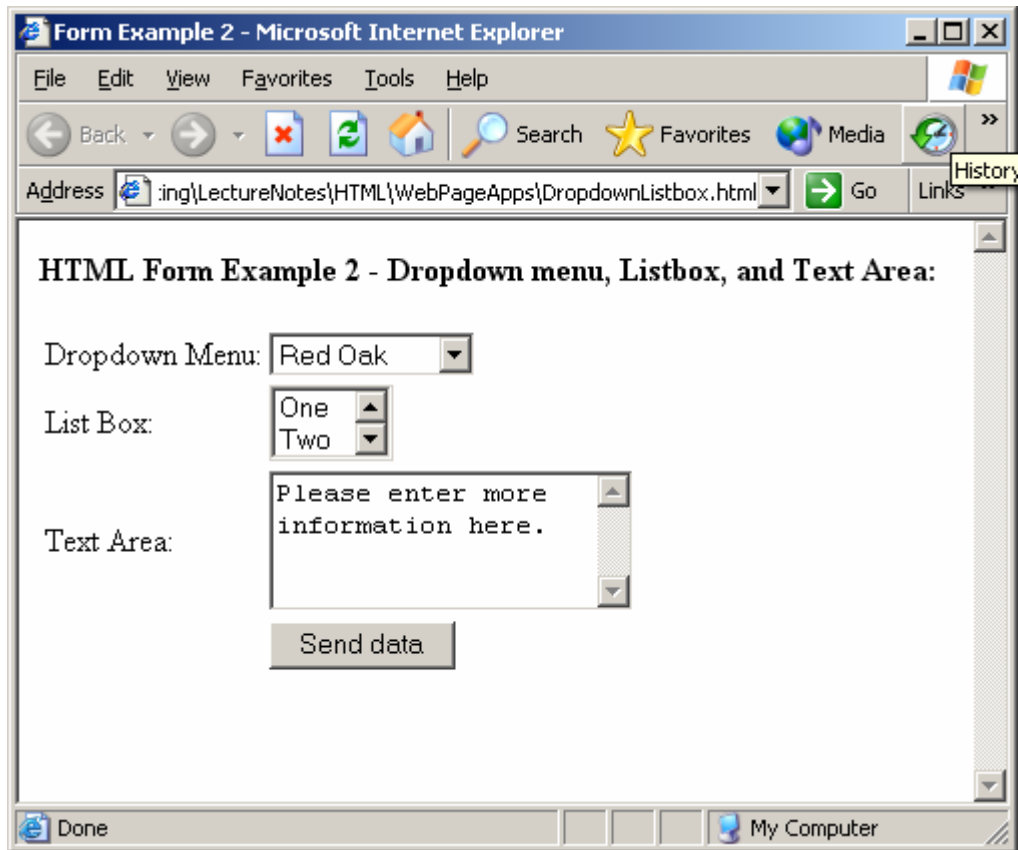 Form Example 2 - Microsoft Internet Explorer
File Edit View Favorites Tools Help
Back Search Favorites Media »
History
Address :ing\LectureNotes\HTML\WebPageApps\DropdownListbox.html Go Links »
HTML Form Example 2 - Dropdown menu, Listbox, and Text Area:
Dropdown Menu: Red Oak
List Box: One
Two
Text Area: Please enter more
information here.
Send data
Done My Computer